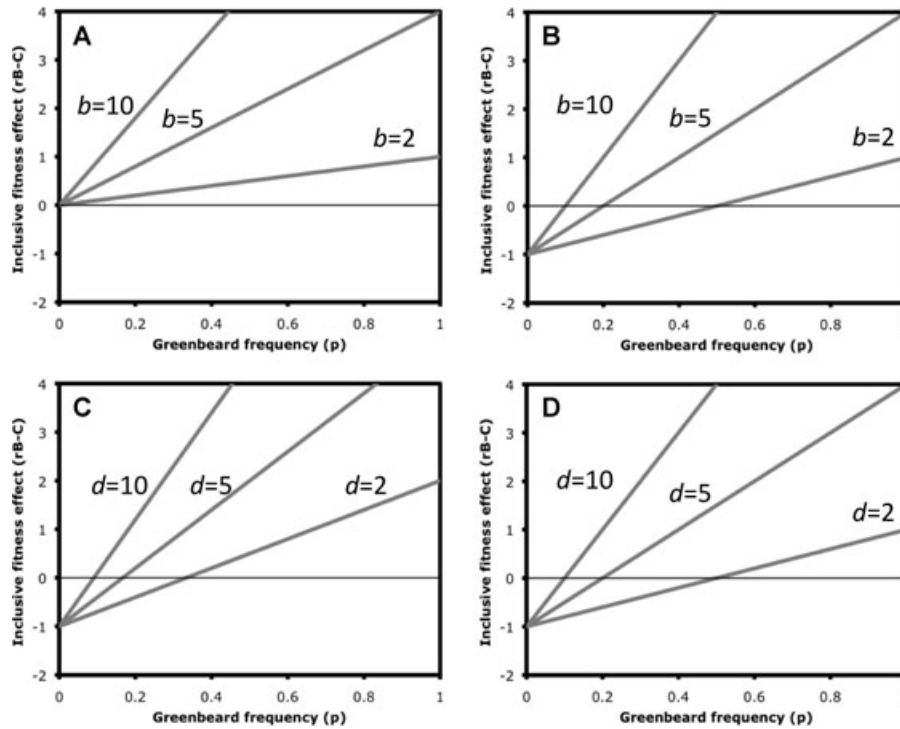 A
Inclusive fitness effect (rB-C)
4
3
2
1
0
-1
-2
b=10
b=5
b=2
0
0.2
0.4
0.6
0.8
1
Greenbeard frequency (p)
B
Inclusive fitness effect (rB-C)
4
3
2
1
0
-1
-2
b=10
b=5
b=2
0
0.2
0.4
0.6
0.8
Greenbeard frequency (p)
C
Inclusive fitness effect (rB-C)
4
3
2
1
0
-1
-2
d=10
d=5
d=2
0
0.2
0.4
0.6
0.8
1
Greenbeard frequency (p)
D
Inclusive fitness effect (rB-C)
4
3
2
1
0
-1
-2
d=10
d=5
d=2
0
0.2
0.4
0.6
0.8
Greenbeard frequency (p)